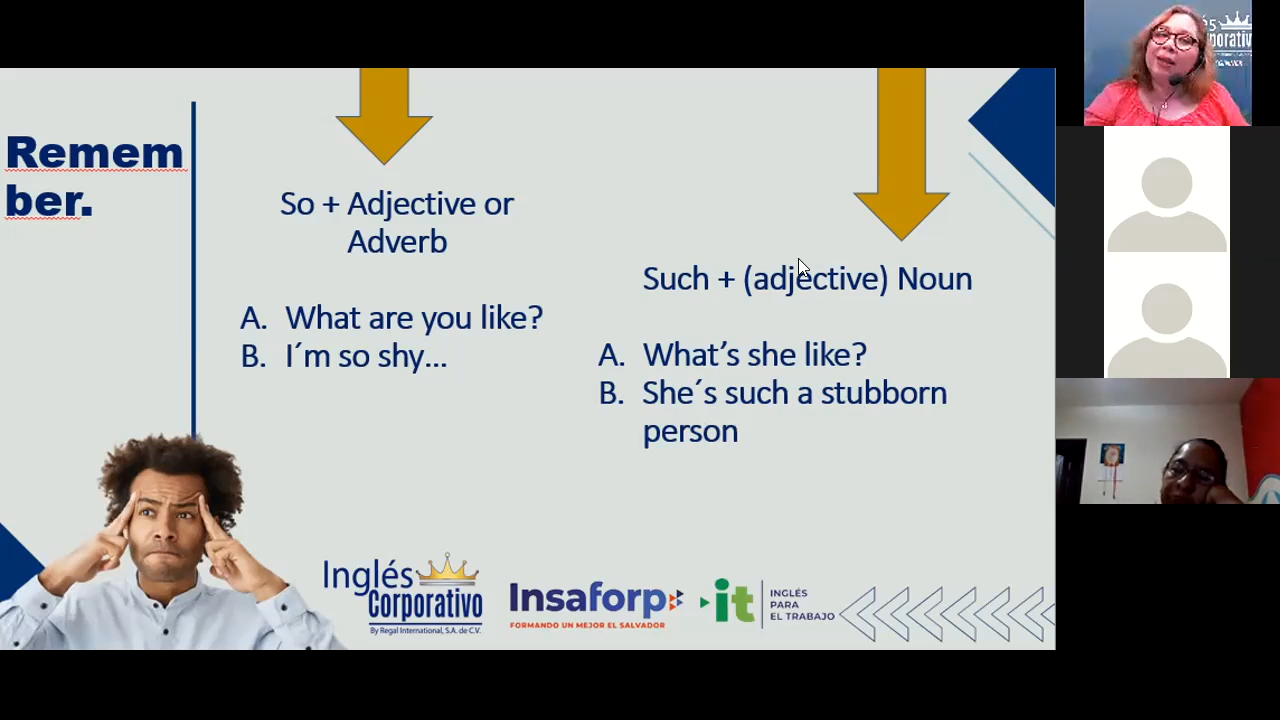 Remem
ber.
So + Adjective or
Adverb
A. What are you like?
B. I´m so shy...
Such + (adjective) Noun
A. What’s she like?
B. She´s such a stubborn
person
Inglés
Corporativo
By Regal International, S.A. de C.V.
Insaforp
FORMANDO UN MEJOR EL SALVADOR
it
INGLÉS
PARA
EL TRABAJO